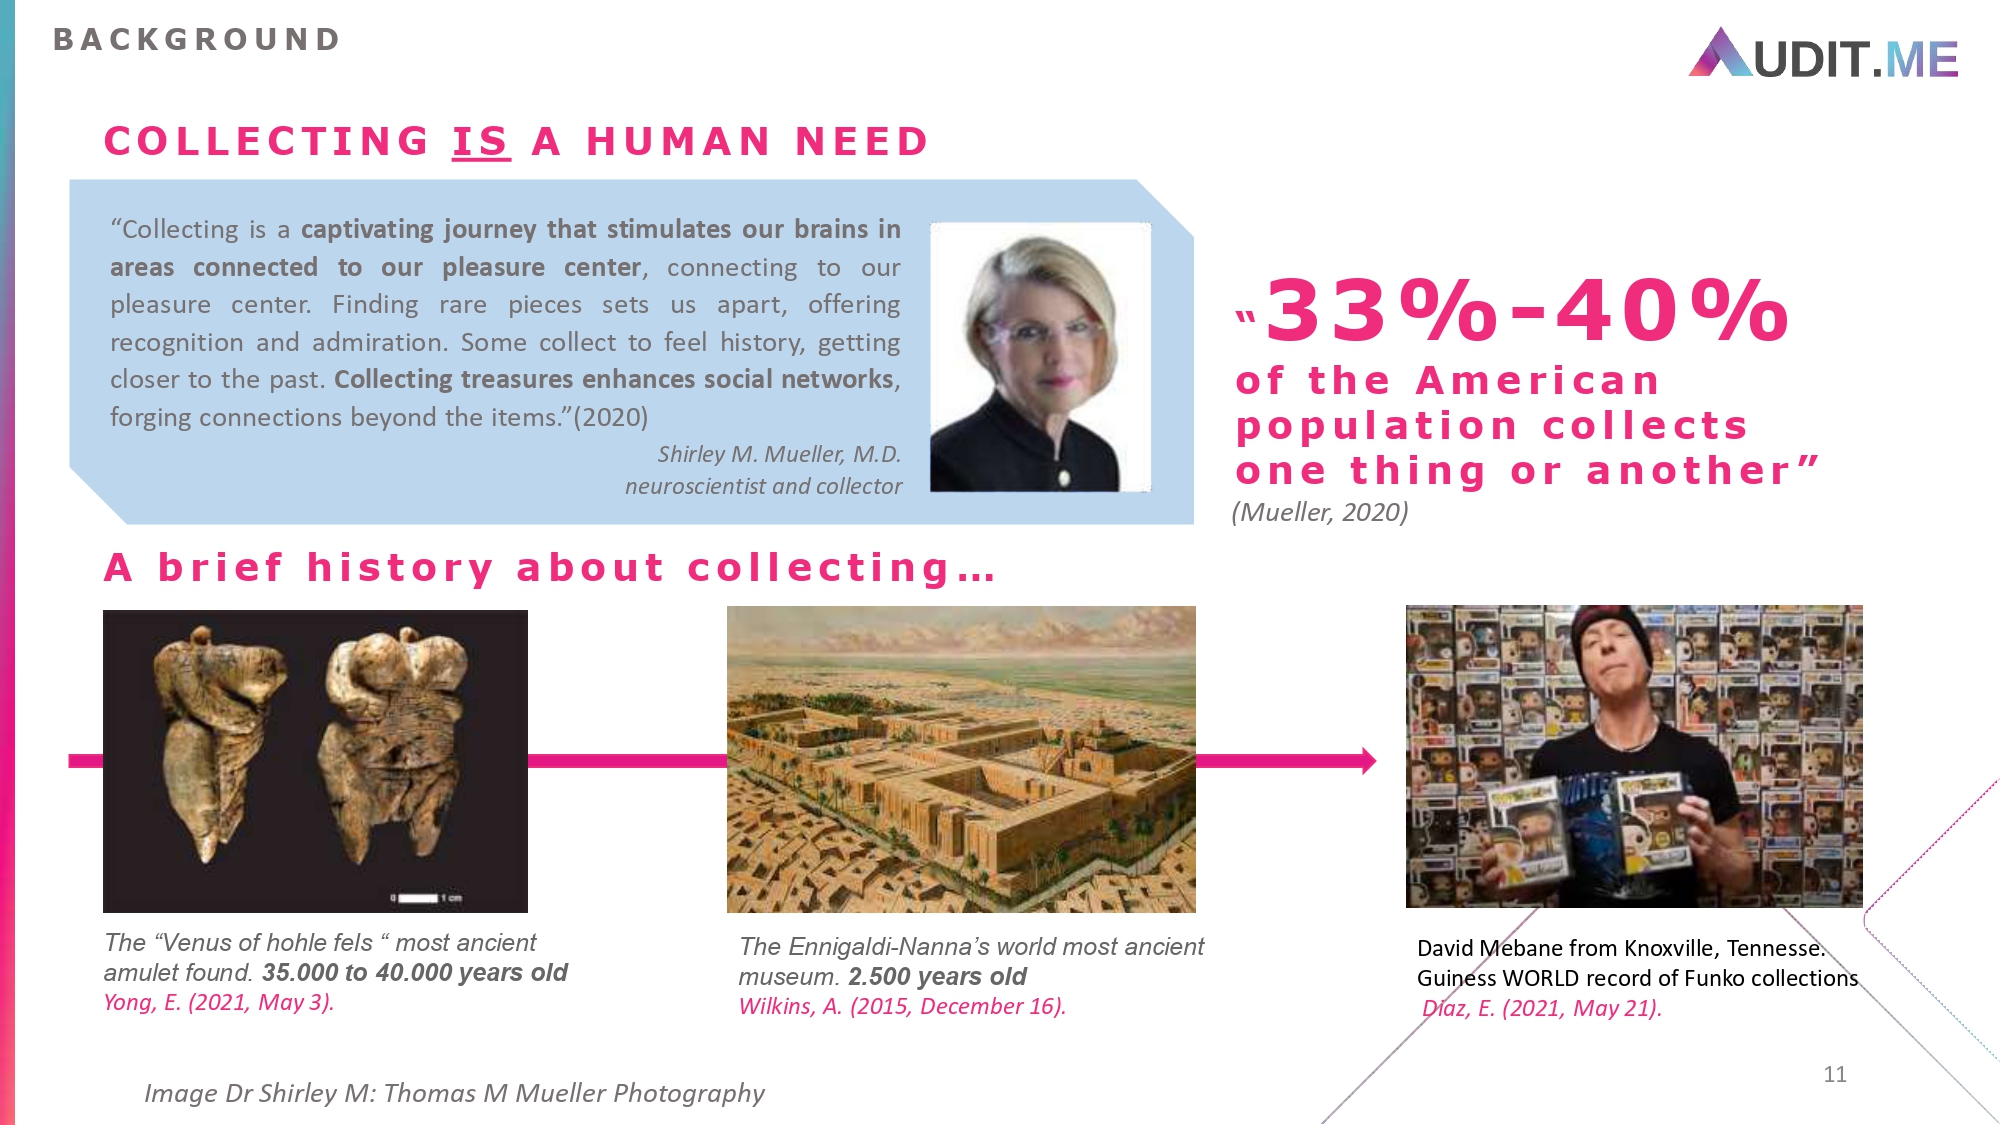 BACKGROUND
AUDIT.ME
COLLECTING IS A HUMAN NEED
“Collecting is a captivating journey that stimulates our brains in
areas connected to our pleasure center, connecting to our
pleasure center. Finding rare pieces sets us apart, offering
recognition and admiration. Some collect to feel history, getting
closer to the past. Collecting treasures enhances social networks,
forging connections beyond the items.”(2020)
Shirley M. Mueller, M.D.
neuroscientist and collector
“33%-40%
of the American
population collects
one thing or another”
(Mueller, 2020)
A brief history about collecting…
0 1 cm
The “Venus of hohle fels “ most ancient
amulet found. 35.000 to 40.000 years old
Yong, E. (2021, May 3).
The Ennigaldi-Nanna’s world most ancient
museum. 2.500 years old
Wilkins, A. (2015, December 16).
David Mebane from Knoxville, Tennesse.
Guiness WORLD record of Funko collections
Díaz, E. (2021, May 21).
Image Dr Shirley M: Thomas M Mueller Photography
11